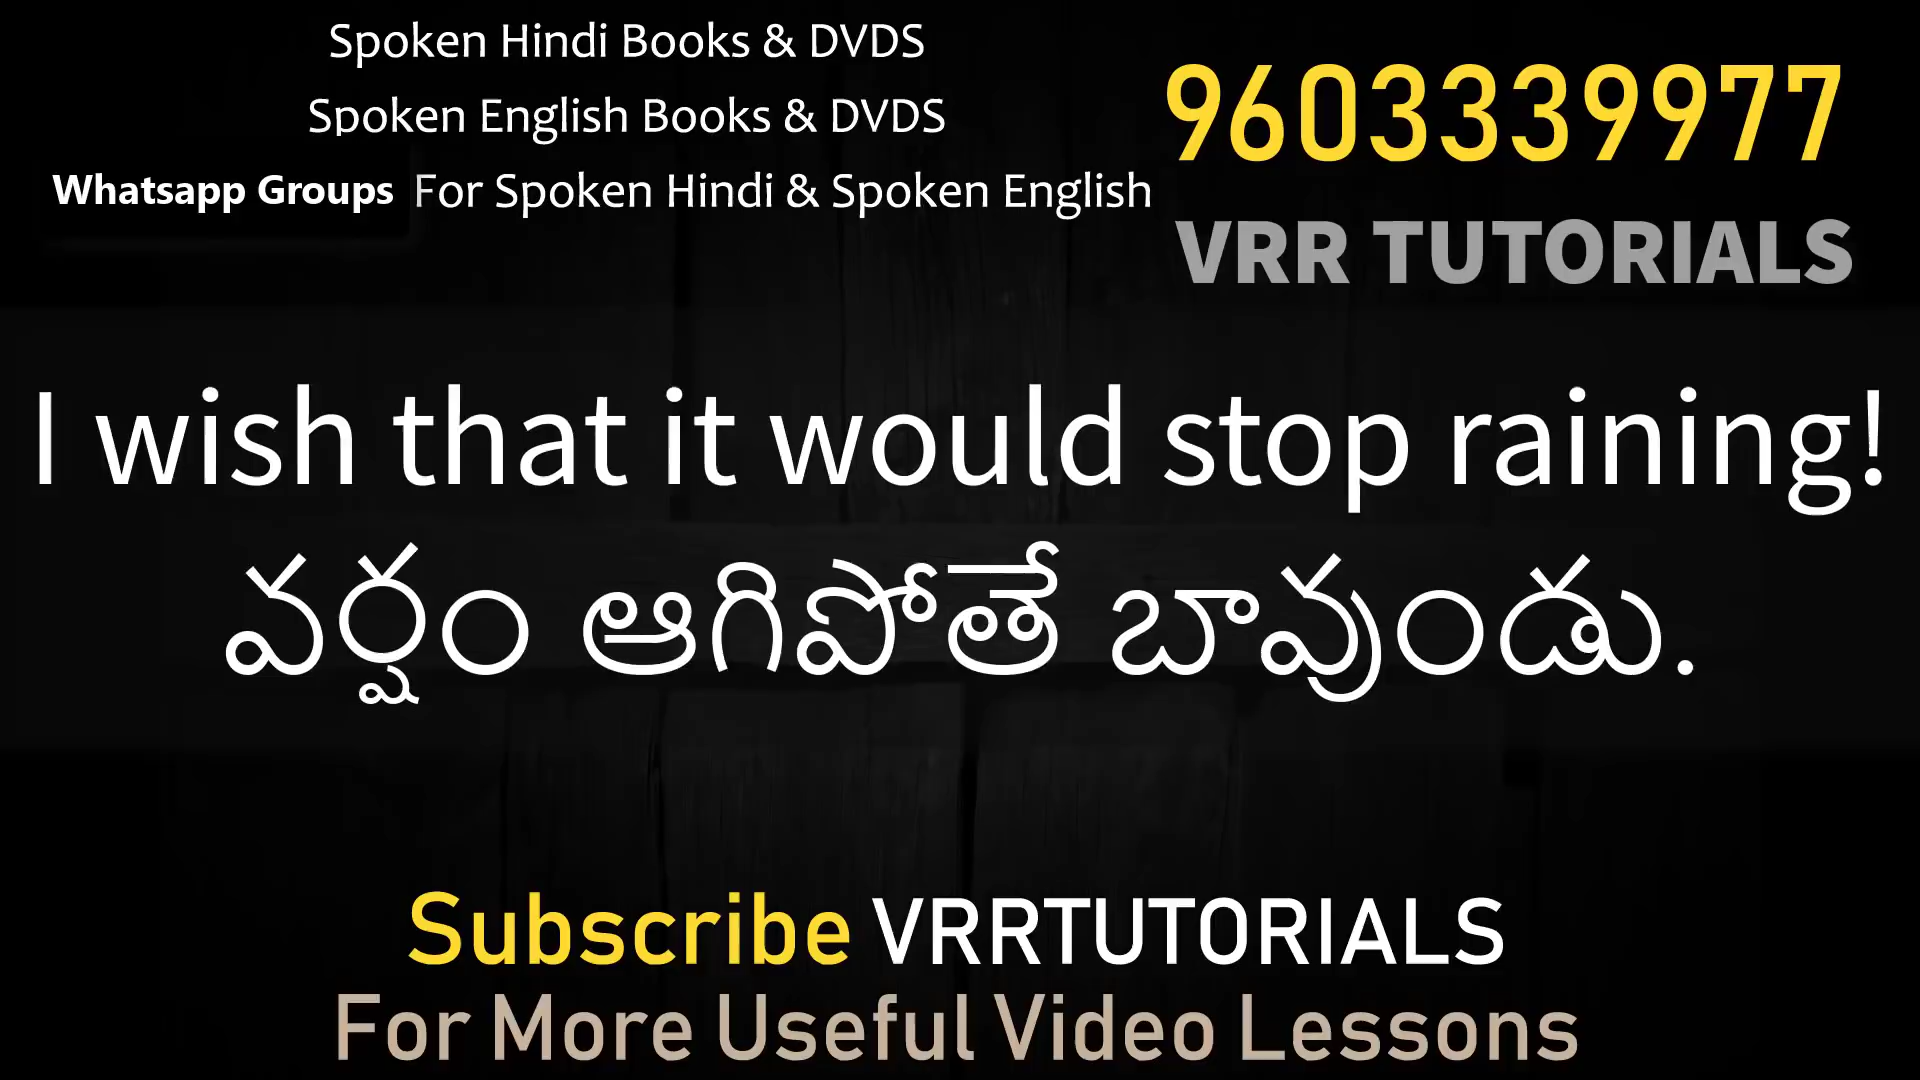 Spoken Hindi Books & DVDS
Spoken English Books & DVDS
Whatsapp Groups For Spoken Hindi & Spoken English
9603339977
VRR TUTORIALS
I wish that it would stop raining!
వర్షం ఆగిపోతే బావుండు.
Subscribe VRRTUTORIALS
For More Useful Video Lessons